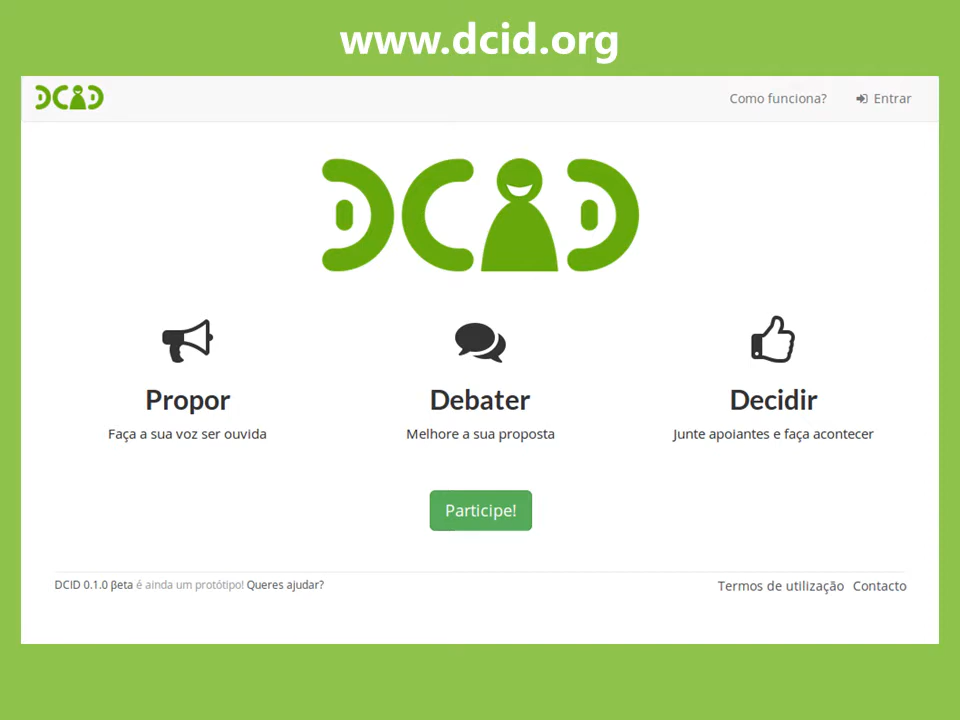 www.dcid.org
DCID
Como funciona? Entrar
DCID
Propor
Faça a sua voz ser ouvida
Debater
Melhore a sua proposta
Decidir
Junte apoiantes e faça acontecer
Participe!
DCID 0.1.0 βeta é ainda um protótipo! Queres ajudar?
Termos de utilização Contacto